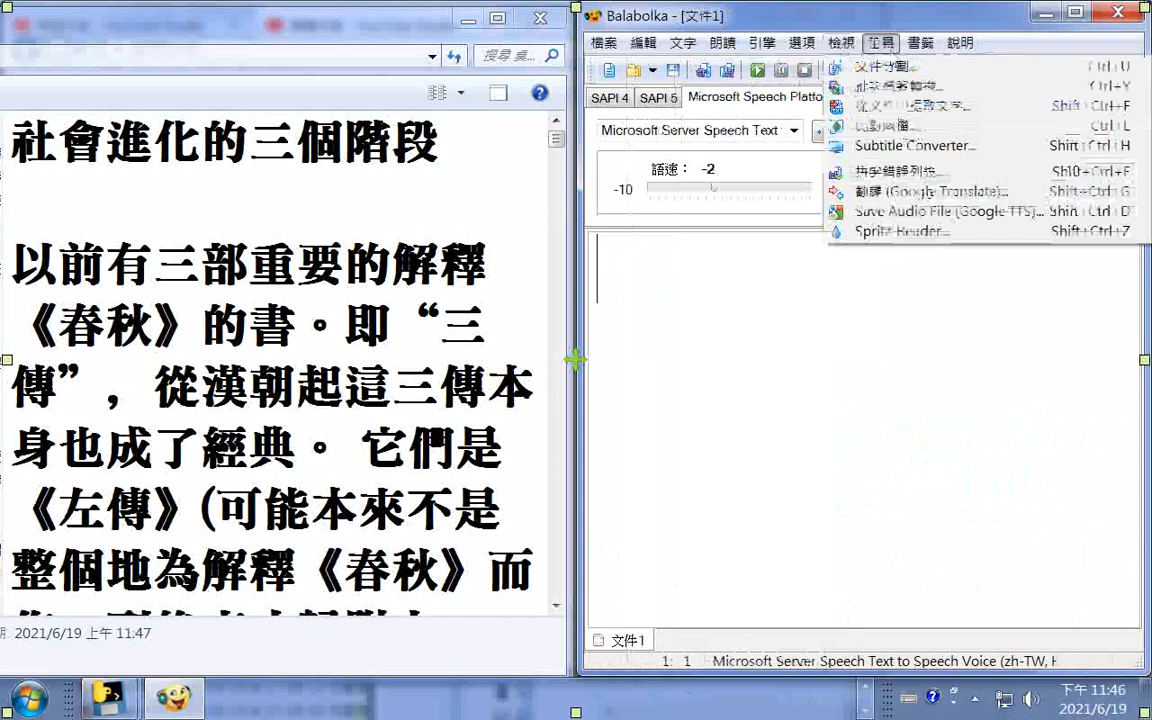 搜尋 桌...
社會進化的三個階段
以前有三部重要的解釋
《春秋》的書。即“三
傳”，從漢朝起這三傳本
身也成了經典。 它們是
《左傳》(可能本來不是
整個地為解釋《春秋》而
2021/6/19 上午 11:47
Balabolka - [文件1]
檔案 編輯 文字 朗讀 引擎 選項 檢視 書籤 說明
SAPI 4 SAPI 5 Microsoft Speech Platfo
Microsoft Server Speech Text
語速： -2
-10
文件分割... Ctrl+U
Ctrl+Y
Shift+Ctrl+F
Ctrl+L
Subtitle Converter... Shift+Ctrl+H
翻譯 (Google Translate)... Shift+Ctrl+G
Save Audio File (Google TTS)... Shift+Ctrl+D
Spritz Reader... Shift+Ctrl+Z
文件1
1: 1 Microsoft Server Speech Text to Speech Voice (zh-TW, H
下午 11:46
2021/6/19